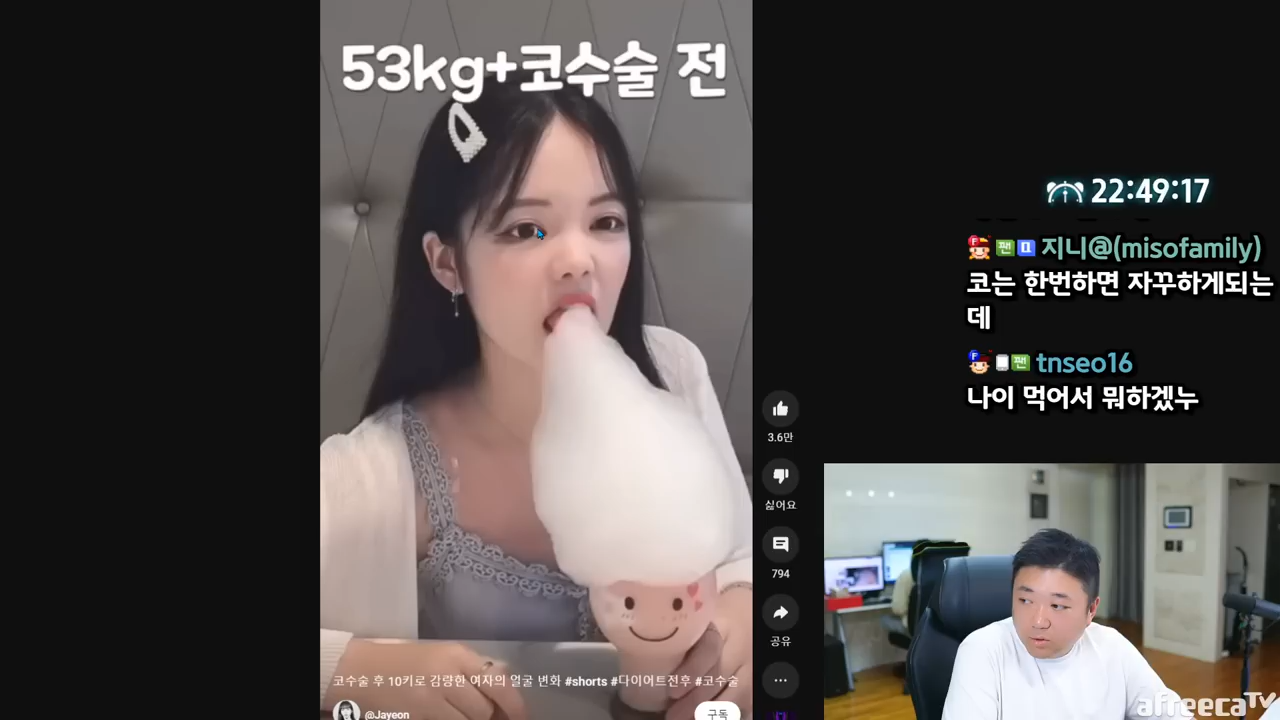 53kg+코수술 전
22:49:17
지니@(misofamily)
코는 한번하면 자꾸하게되는
데
tnseo16
나이 먹어서 뭐하겠누
3.6만
싫어요
794
공유
코수술 후 10키로 감량한 여자의 얼굴 변화 #shorts #다이어트전후 #코수술
@Jayeon
구독
afreecaTV